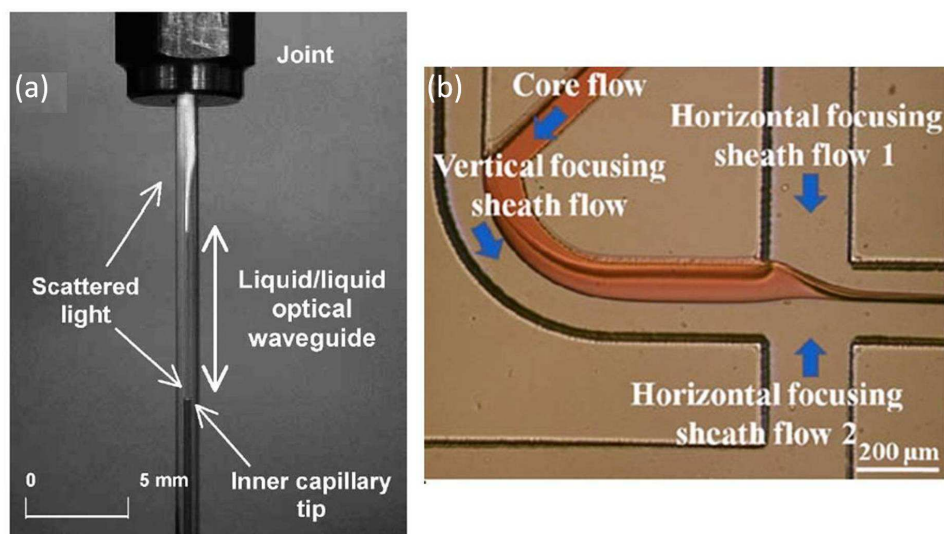 (a)
Joint
Scattered
light
Liquid/liquid
optical
waveguide
Inner capillary
tip
0
5 mm
(b)
Core flow
Vertical focusing
sheath flow
Horizontal focusing
sheath flow 1
Horizontal focusing
sheath flow 2
200 μm